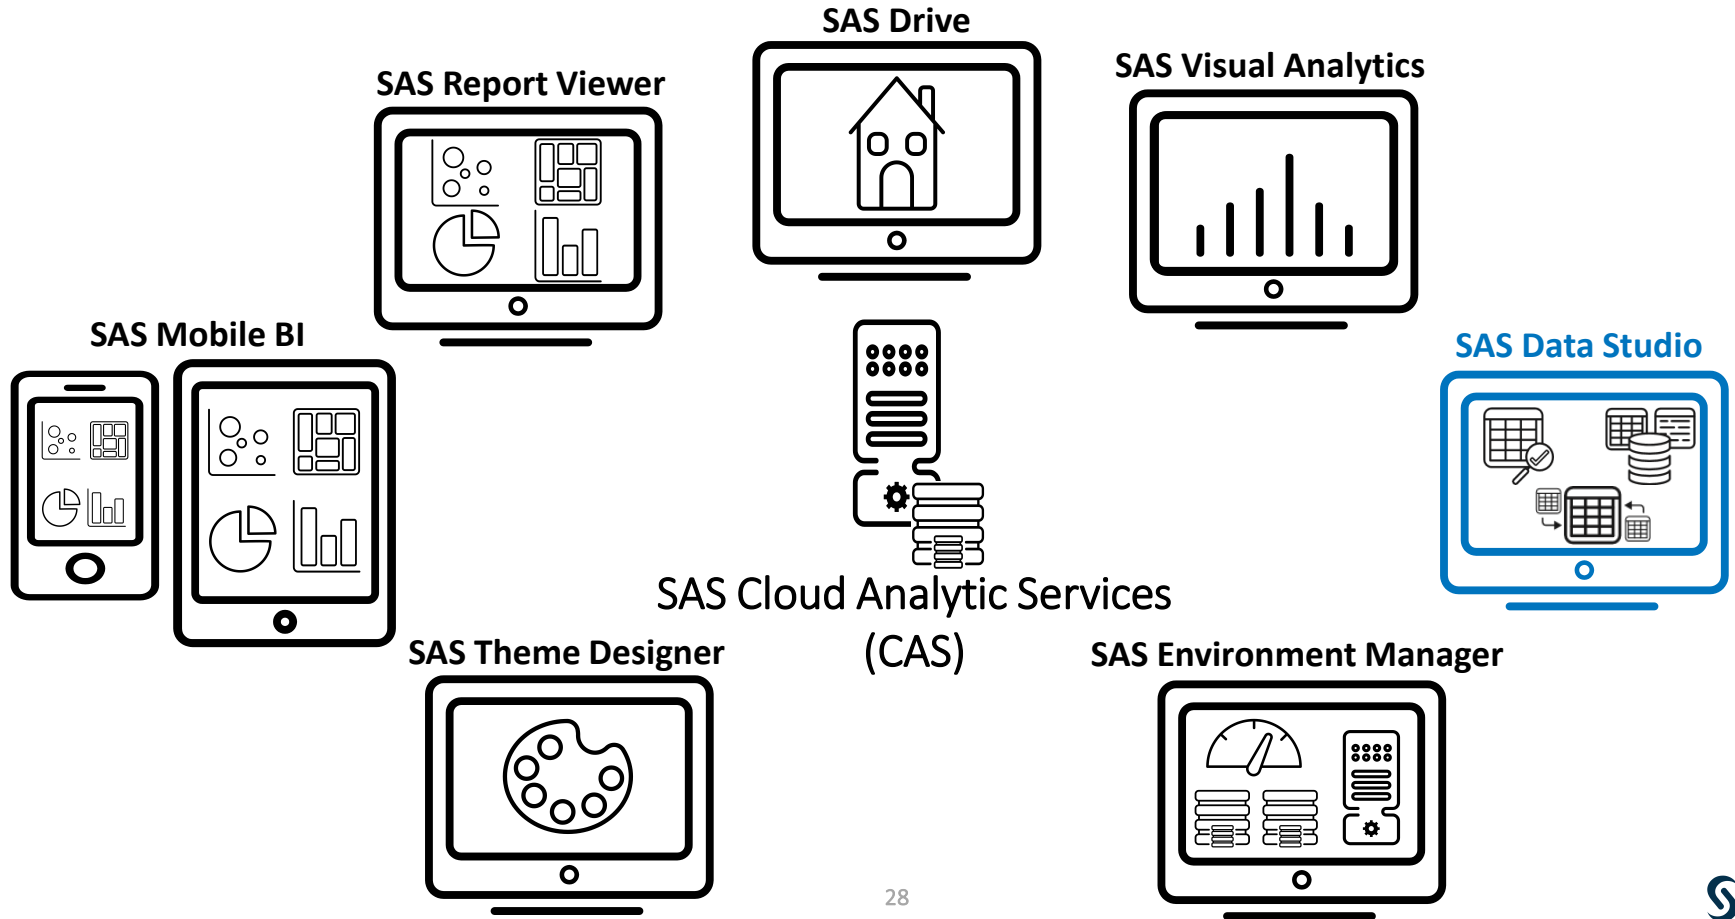 SAS Drive
SAS Report Viewer
SAS Visual Analytics
SAS Mobile BI
SAS Data Studio
SAS Cloud Analytic Services
(CAS)
SAS Theme Designer
SAS Environment Manager
28